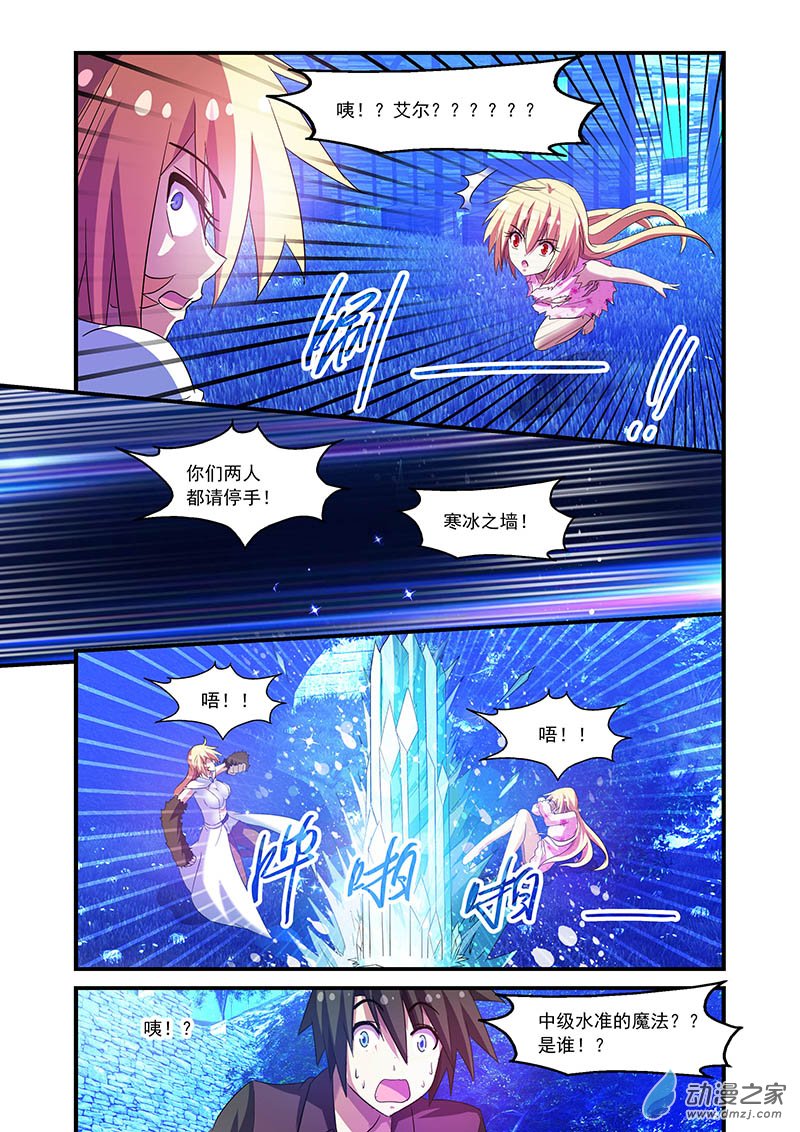 咦！？艾尔？？？？？？
唰——！！
你们两人
都请停手！
寒冰之墙！
唔！！
唔！！
哗啪啪——
咦！？
中级水准的魔法？？
是谁！？
动漫之家
www.dmzj.com